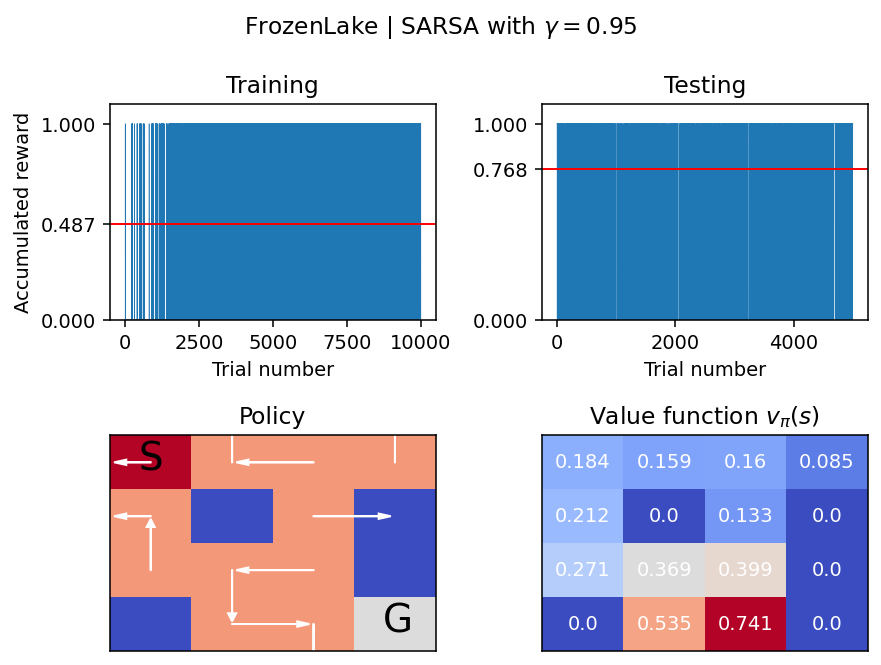 FrozenLake | SARSA with γ = 0.95
Training
Accumulated reward
1.000
0.487
0.000
0 2500 5000 7500 10000
Trial number
Testing
1.000
0.768
0.000
0 2000 4000
Trial number
Policy
S
G
Value function vπ(s)
0.184 0.159 0.16 0.085
0.212 0.0 0.133 0.0
0.271 0.369 0.399 0.0
0.0 0.535 0.741 0.0